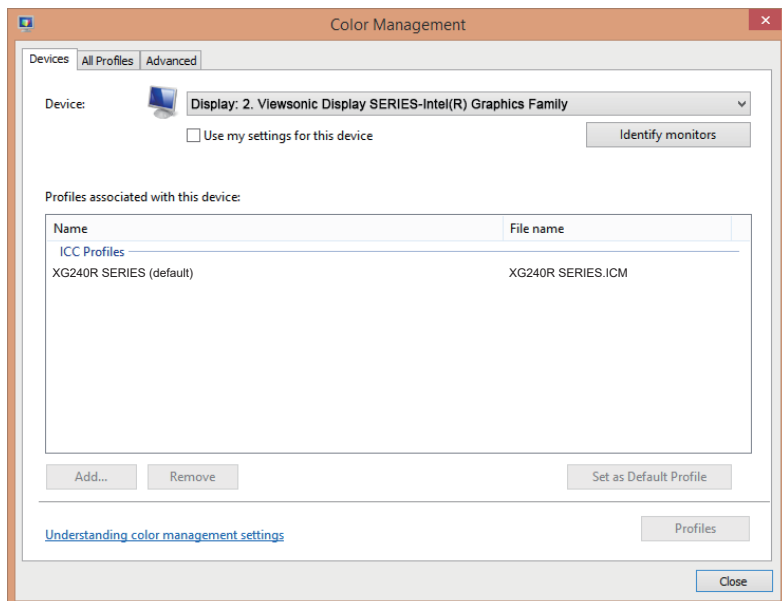 Color Management
Devices All Profiles Advanced
Device: Display: 2. Viewsonic Display SERIES-Intel(R) Graphics Family
Use my settings for this device Identify monitors
Profiles associated with this device:
Name File name
ICC Profiles
XG240R SERIES (default) XG240R SERIES.ICM
Add... Remove Set as Default Profile
Understanding color management settings Profiles
Close